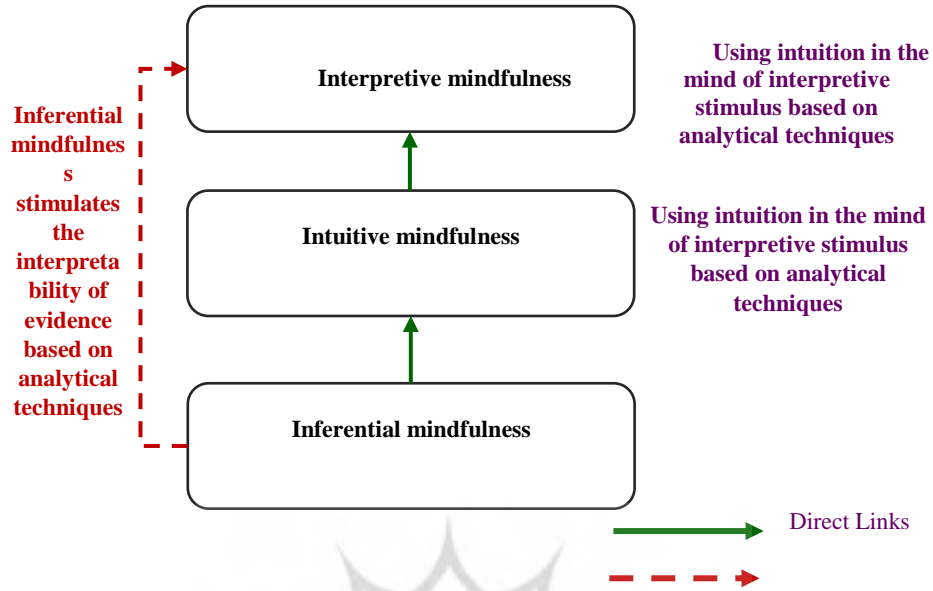 Interpretive mindfulness
Using intuition in the
mind of interpretive
stimulus based on
analytical techniques
Inferential
mindfulnes
s
stimulates
the
interpreta
bility of
evidence
based on
analytical
techniques
Intuitive mindfulness
Using intuition in the mind
of interpretive stimulus
based on analytical
techniques
Inferential mindfulness
Direct Links